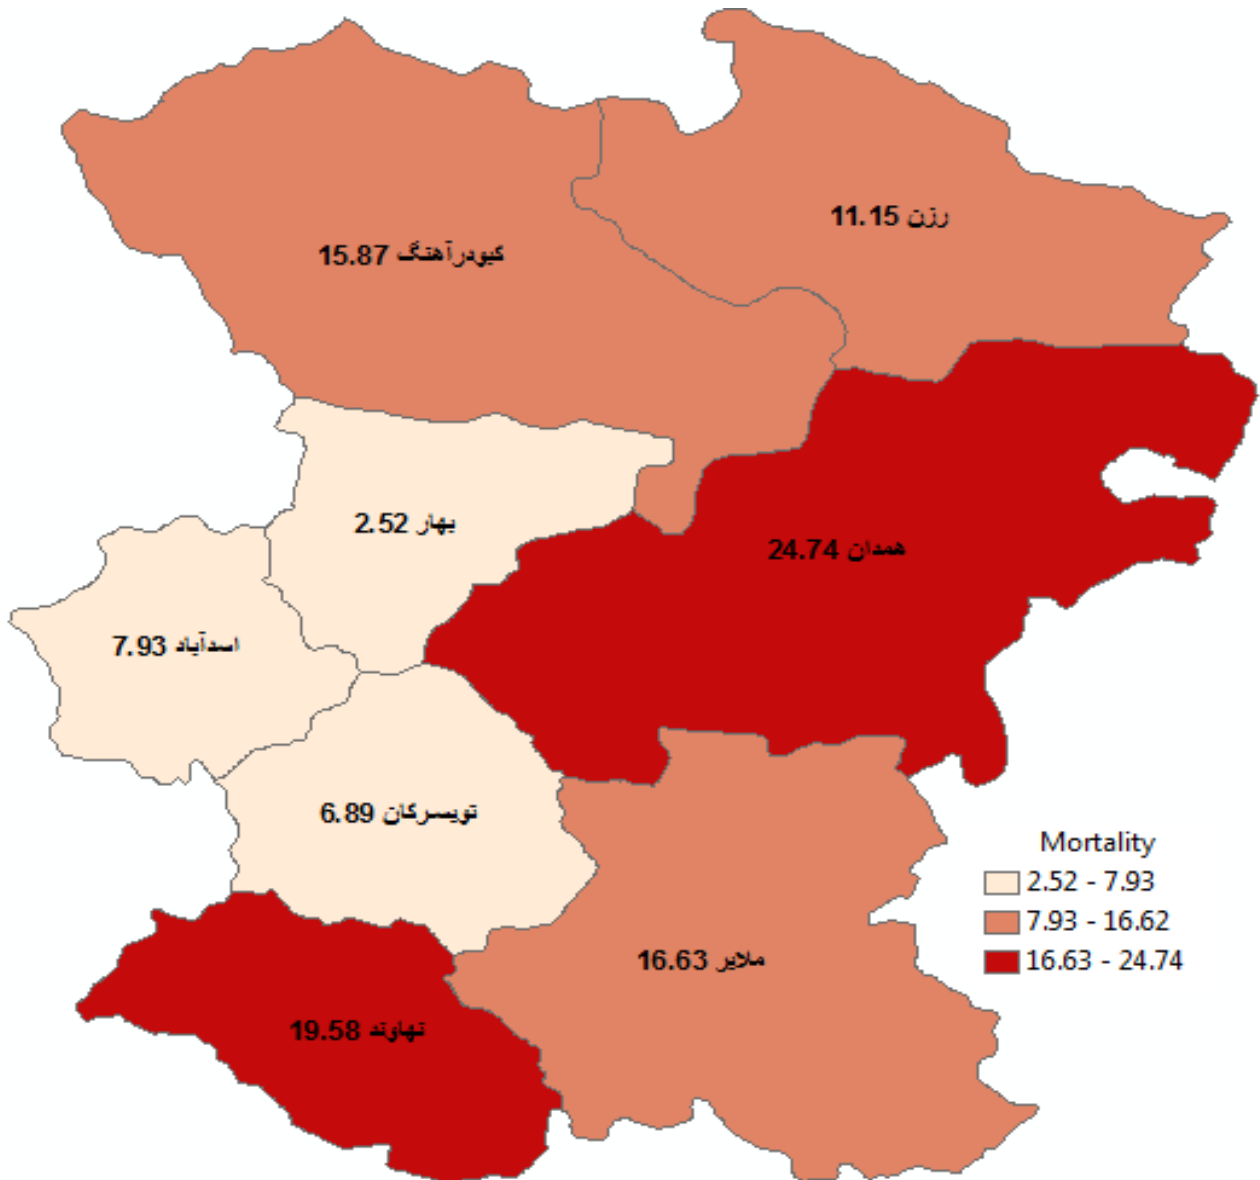 رزن 11.15
کبودرآهنگ 15.87
بهار 2.52
همدان 24.74
اسدآباد 7.93
تویسرکان 6.89
Mortality
2.52 - 7.93
7.93 - 16.62
16.63 - 24.74
ملایر 16.63
نهاوند 19.58